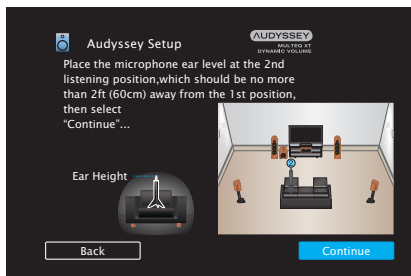 Audyssey Setup
AUDYSSEY
MULTEQ XT
DYNAMIC VOLUME
Place the microphone ear level at the 2nd
listening position,which should be no more
than 2ft (60cm) away from the 1st position,
then select
“Continue”...
2
Ear Height
Back
Continue